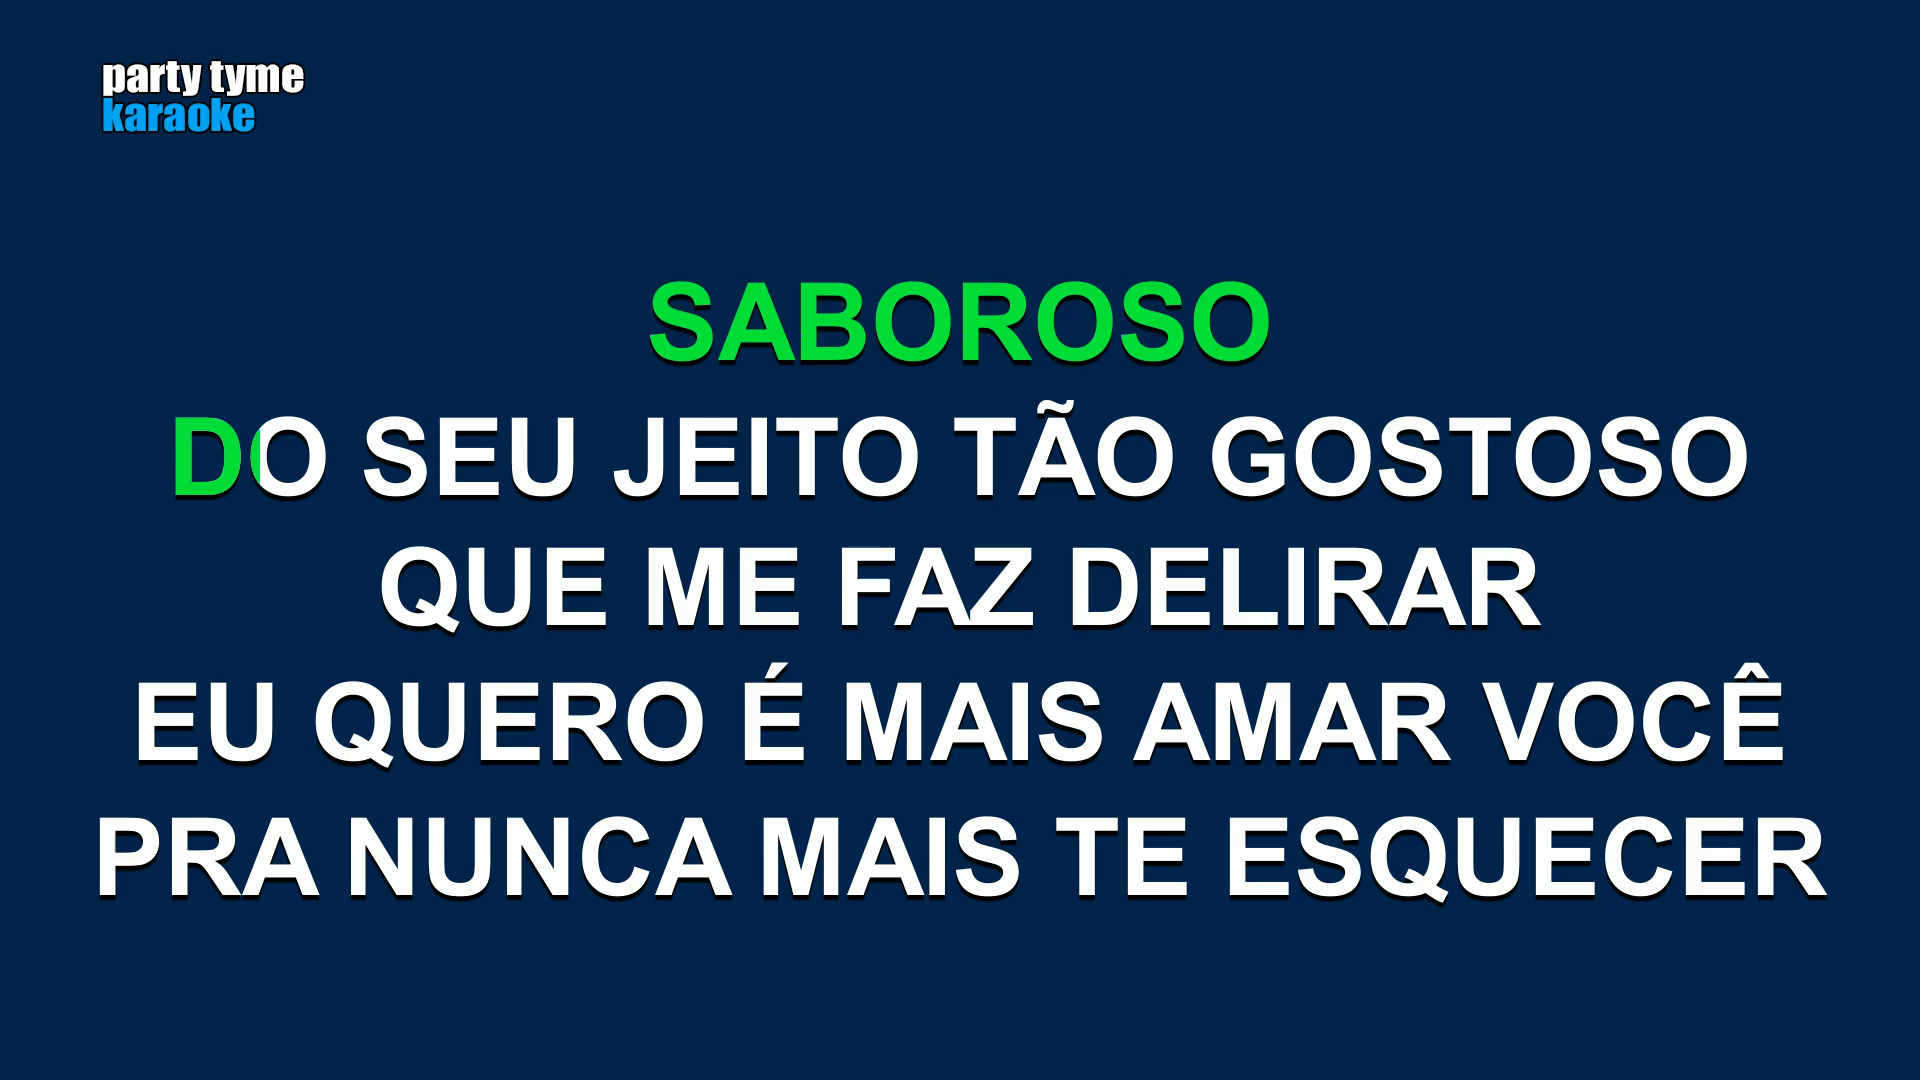 party tyme
karaoke
SABOROSO
DO SEU JEITO TÃO GOSTOSO
QUE ME FAZ DELIRAR
EU QUERO É MAIS AMAR VOCÊ
PRA NUNCA MAIS TE ESQUECER